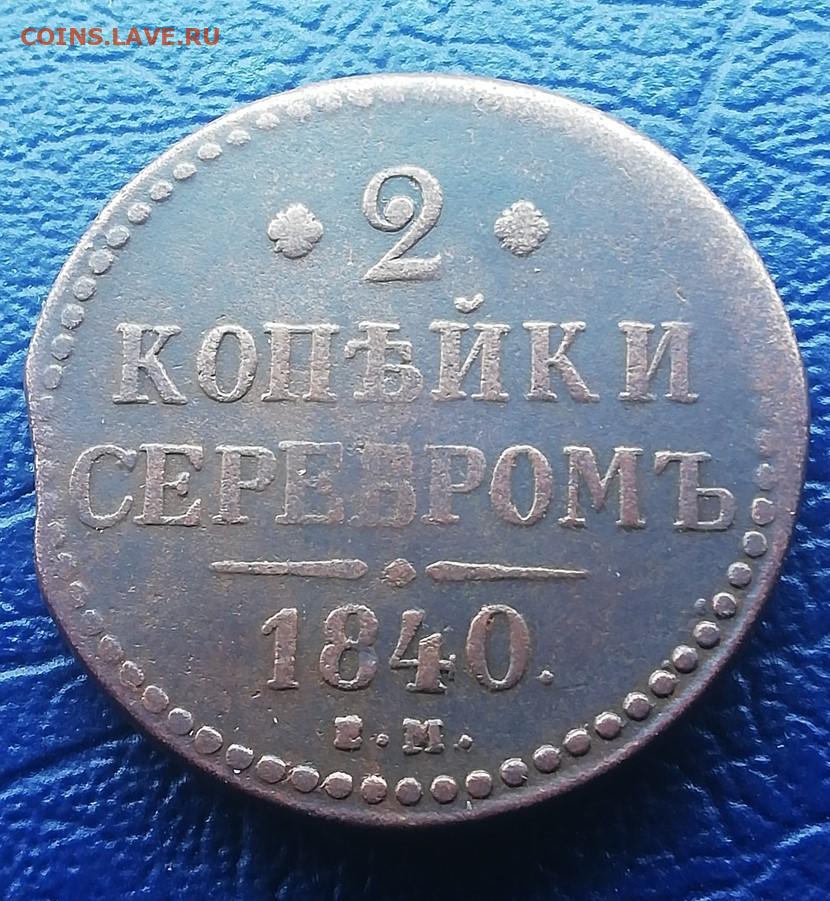 COINS.LAVE.RU
2
КОПѢЙКИ
СЕРЕБРОМЪ
1840.
Е.М.